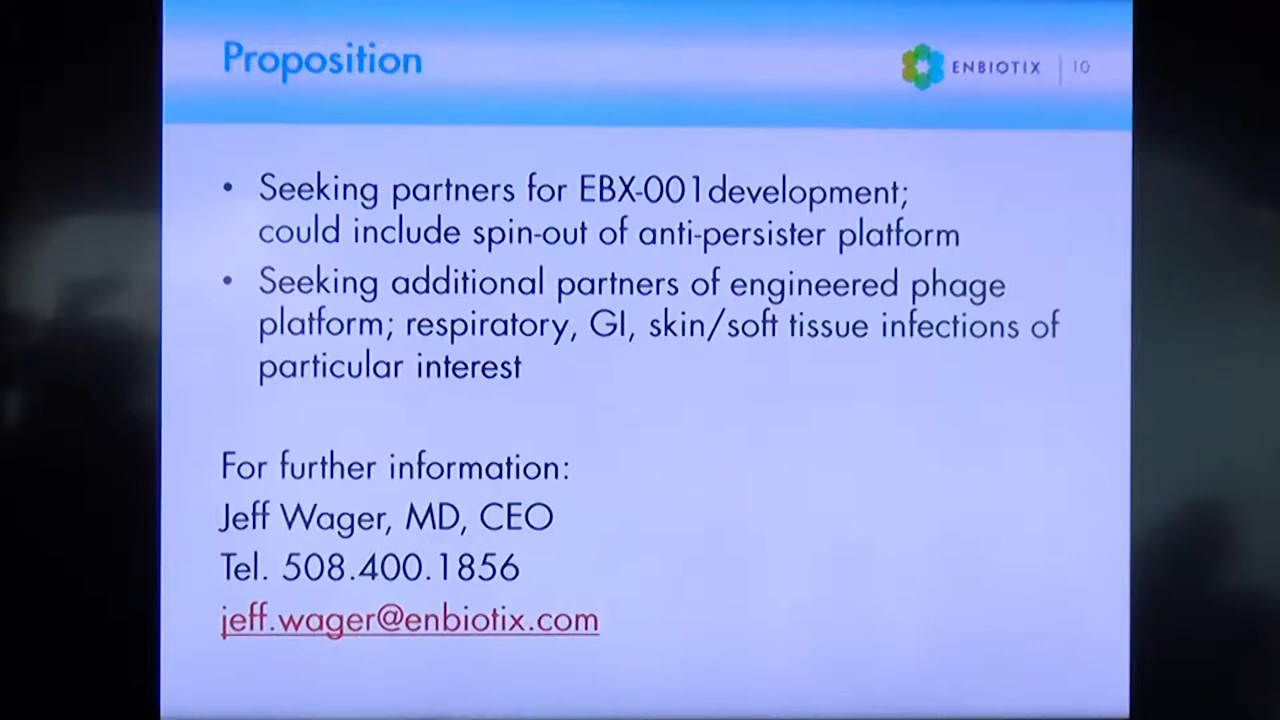 Proposition
ENBIOTIX | 10
• Seeking partners for EBX-001development;
could include spin-out of anti-persister platform
• Seeking additional partners of engineered phage
platform; respiratory, GI, skin/soft tissue infections of
particular interest
For further information:
Jeff Wager, MD, CEO
Tel. 508.400.1856
jeff.wager@enbiotix.com